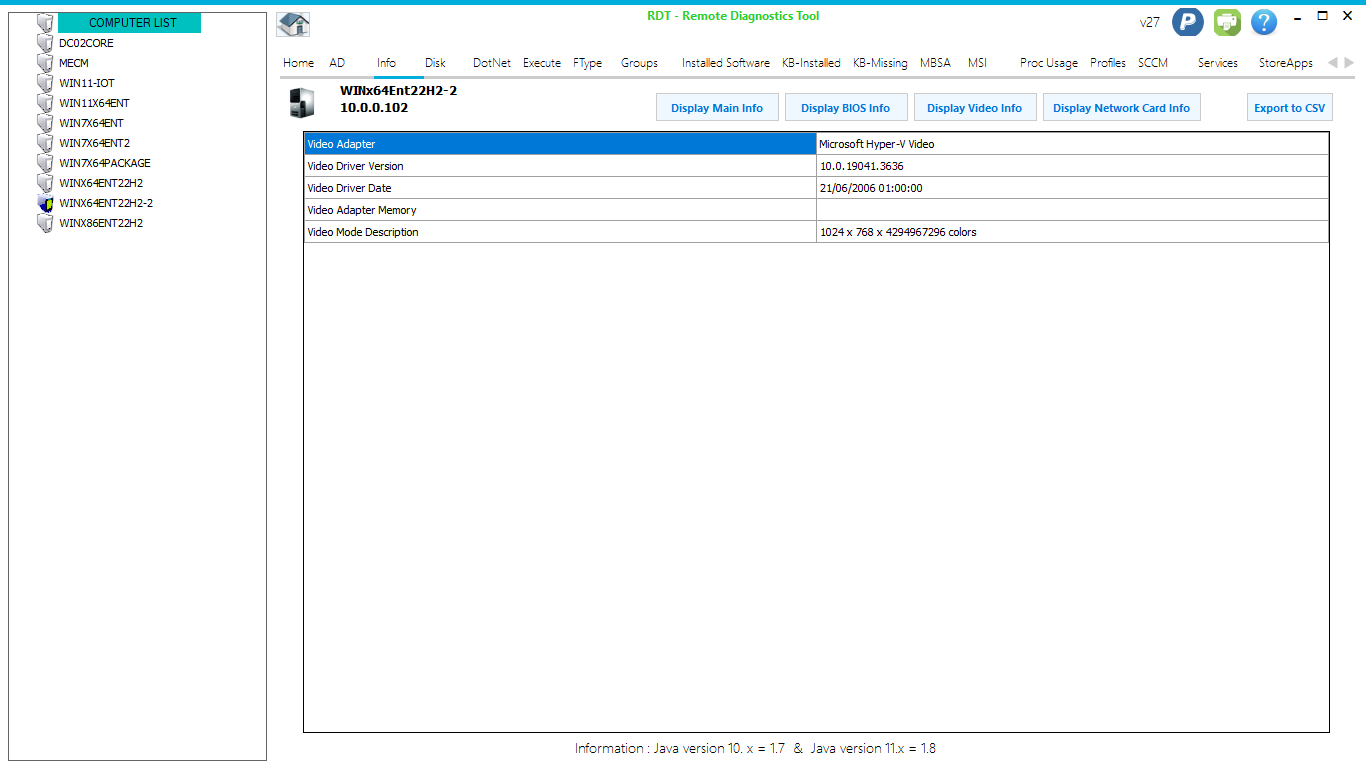 RDT - Remote Diagnostics Tool
v27
P
?
COMPUTER LIST
DC02CORE
MECM
WIN11-IOT
WIN11X64ENT
WIN7X64ENT
WIN7X64ENT2
WIN7X64PACKAGE
WINX64ENT22H2
WINX64ENT22H2-2
WINX86ENT22H2
Home AD Info Disk DotNet Execute FType Groups Installed Software KB-Installed KB-Missing MBSA MSI Proc Usage Profiles SCCM Services StoreApps
WINx64Ent22H2-2
10.0.0.102
Display Main Info Display BIOS Info Display Video Info Display Network Card Info Export to CSV
Video Adapter Microsoft Hyper-V Video
Video Driver Version 10.0.19041.3636
Video Driver Date 21/06/2006 01:00:00
Video Adapter Memory
Video Mode Description 1024 x 768 x 4294967296 colors
Information : Java version 10. x = 1.7 & Java version 11.x = 1.8